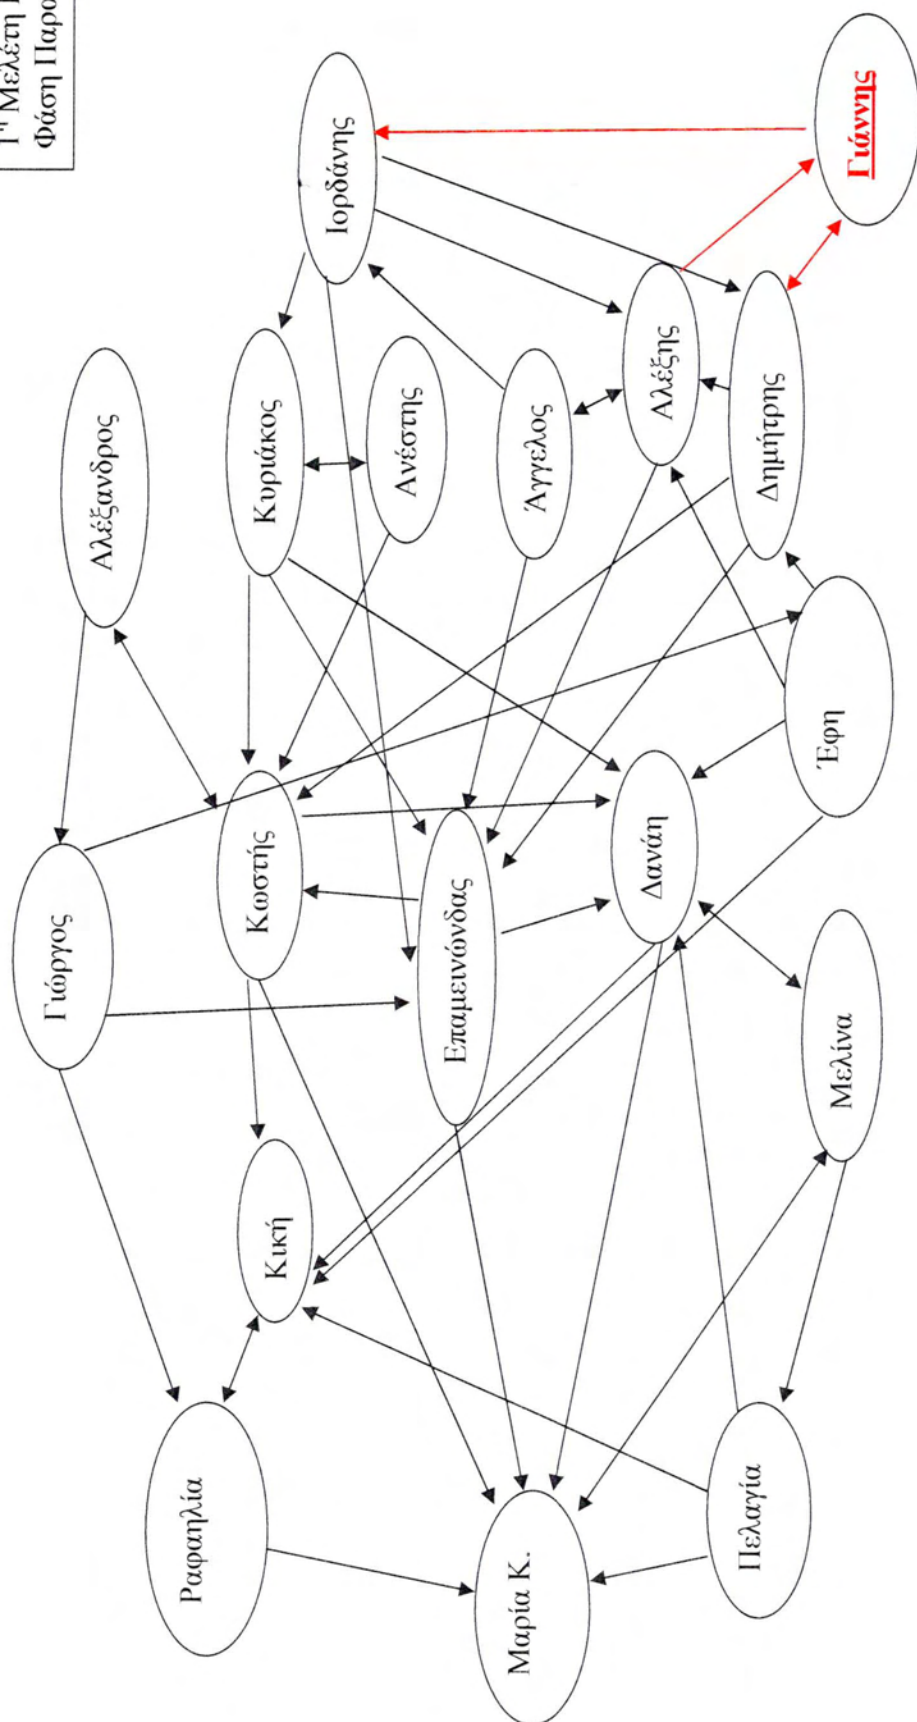 Μελέτη
Φάση
Γιώργος
Αλέξανδρος
Ραφαηλία
Κική
Κωστής
Κυριάκος
Ιορδάνης
Ανέστης
Μαρία Κ.
Επαμεινώνδας
Άγγελος
Δανάη
Αλέξης
Πελαγία
Δημήτρης
Μελίνα
Έφη
Γιάννης